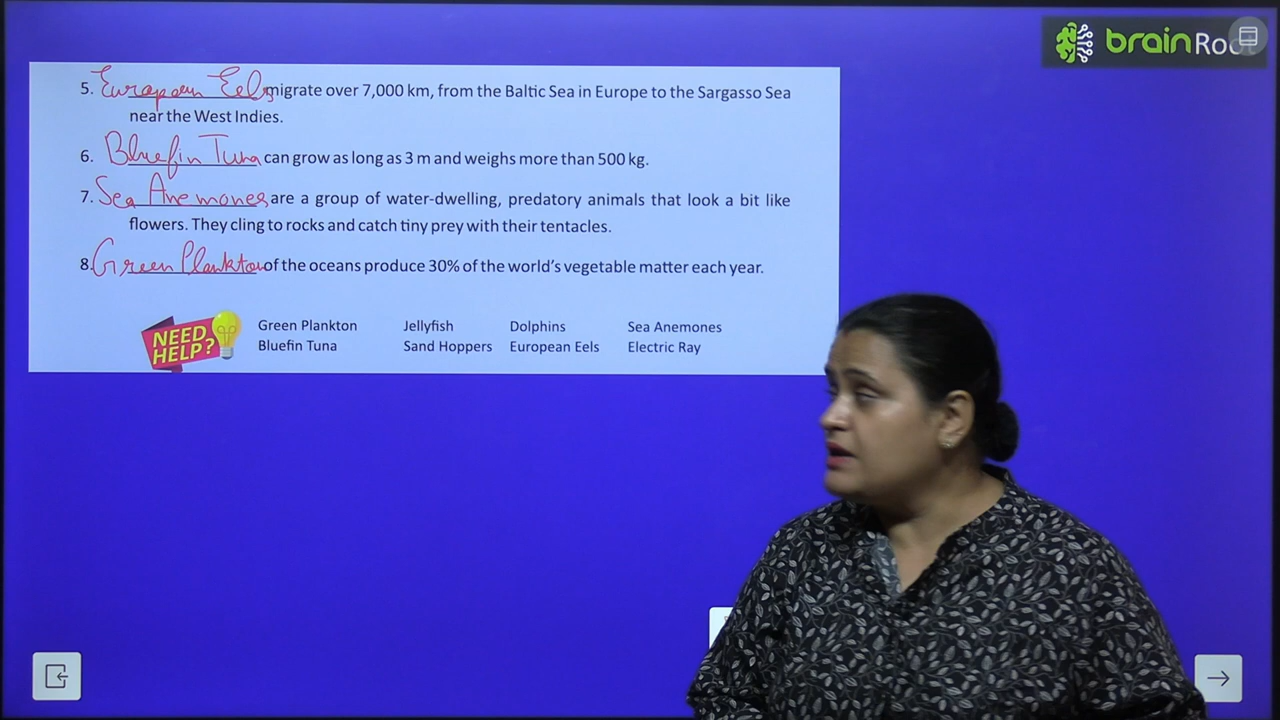 brainRoot
5. European Eels migrate over 7,000 km, from the Baltic Sea in Europe to the Sargasso Sea
near the West Indies.
6. Bluefin Tuna can grow as long as 3 m and weighs more than 500 kg.
7. Sea Anemones are a group of water-dwelling, predatory animals that look a bit like
flowers. They cling to rocks and catch tiny prey with their tentacles.
8. Green Plankton of the oceans produce 30% of the world's vegetable matter each year.
NEED HELP?
Green Plankton Jellyfish Dolphins Sea Anemones
Bluefin Tuna Sand Hoppers European Eels Electric Ray